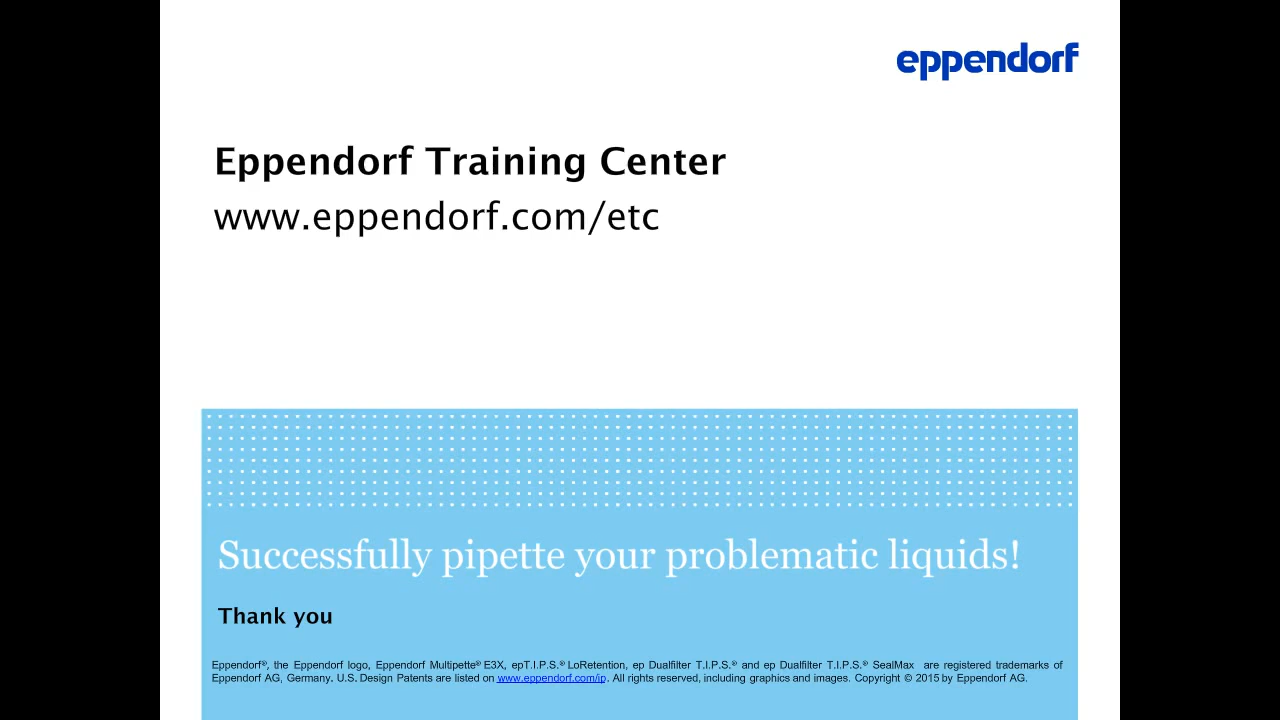 eppendorf
Eppendorf Training Center
www.eppendorf.com/etc
Successfully pipette your problematic liquids!
Thank you
Eppendorf®, the Eppendorf logo, Eppendorf Multipette® E3X, epT.I.P.S.® LoRetention, ep Dualfilter T.I.P.S.® and ep Dualfilter T.I.P.S.® SealMax are registered trademarks of
Eppendorf AG, Germany. U.S. Design Patents are listed on www.eppendorf.com/ip. All rights reserved, including graphics and images. Copyright © 2015 by Eppendorf AG.